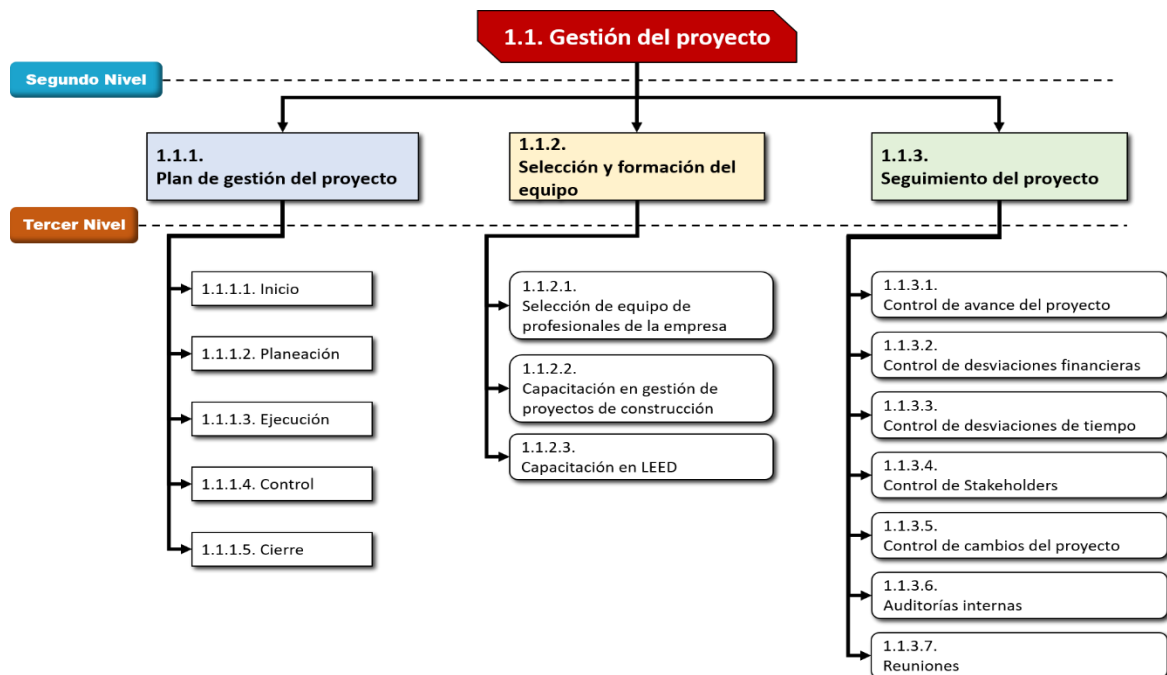 1.1. Gestión del proyecto
Segundo Nivel
1.1.1.
Plan de gestión del proyecto
1.1.2.
Selección y formación del
equipo
1.1.3.
Seguimiento del proyecto
Tercer Nivel
1.1.1.1. Inicio
1.1.1.2. Planeación
1.1.1.3. Ejecución
1.1.1.4. Control
1.1.1.5. Cierre
1.1.2.1.
Selección de equipo de
profesionales de la empresa
1.1.2.2.
Capacitación en gestión de
proyectos de construcción
1.1.2.3.
Capacitación en LEED
1.1.3.1.
Control de avance del proyecto
1.1.3.2.
Control de desviaciones financieras
1.1.3.3.
Control de desviaciones de tiempo
1.1.3.4.
Control de Stakeholders
1.1.3.5.
Control de cambios del proyecto
1.1.3.6.
Auditorías internas
1.1.3.7.
Reuniones